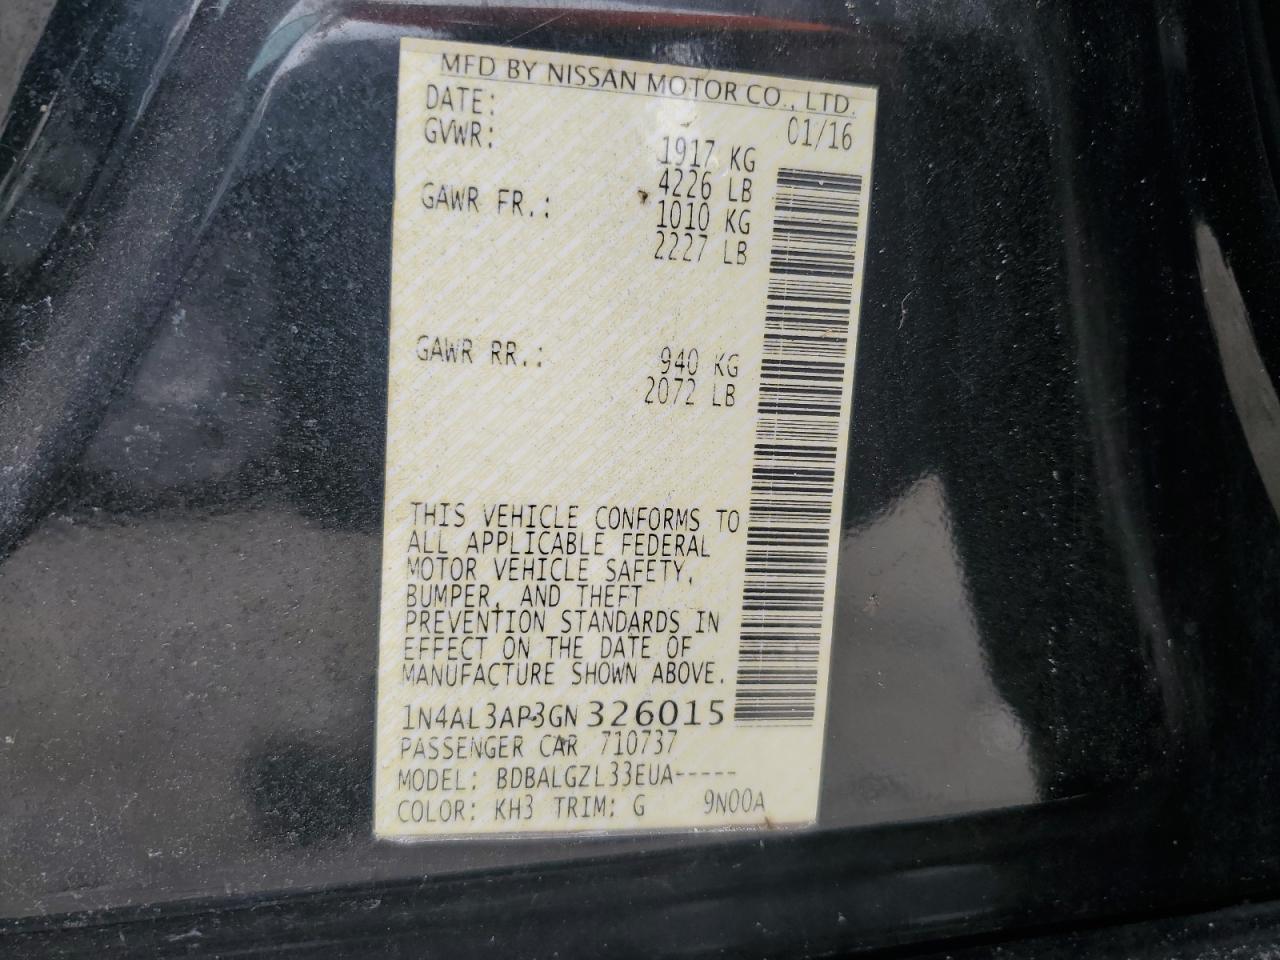 MFD BY NISSAN MOTOR CO., LTD.
DATE: 01/16
GVWR: 1917 KG
4226 LB
GAWR FR.: 1010 KG
2227 LB
GAWR RR.: 940 KG
2072 LB
THIS VEHICLE CONFORMS TO
ALL APPLICABLE FEDERAL
MOTOR VEHICLE SAFETY,
BUMPER, AND THEFT
PREVENTION STANDARDS IN
EFFECT ON THE DATE OF
MANUFACTURE SHOWN ABOVE.
1N4AL3AP3GN326015
PASSENGER CAR 710737
MODEL: BDBALGZL33EUA-----
COLOR: KH3 TRIM: G 9N00A